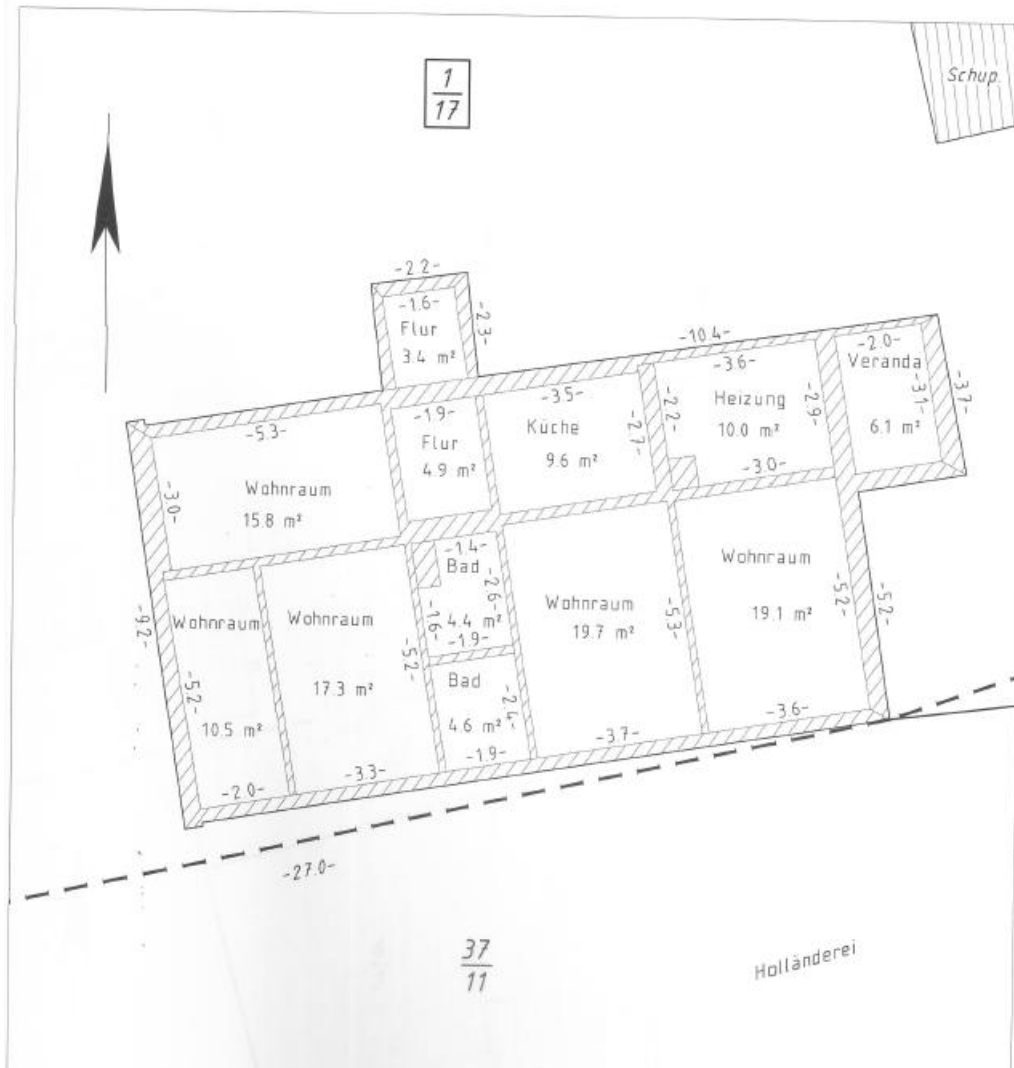 1
17
Schup.
-2.2-
-1.6-
Flur
3.4 m²
-2.3-
-10.4-
-5.3-
-3.0-
Wohnraum
15.8 m²
-1.9-
Flur
4.9 m²
-3.5-
Küche
9.6 m²
-2.7-
-2.2-
-3.6-
Heizung
10.0 m²
-2.9-
-3.0-
-2.0-
Veranda
-3.1-
6.1 m²
-3.7-
-9.2-
Wohnraum
-5.2-
10.5 m²
-2.0-
Wohnraum
17.3 m²
-5.2-
-3.3-
-1.4-
Bad
-2.6-
-1.6-
4.4 m²
-1.9-
Bad
4.6 m²
-2.4-
-1.9-
Wohnraum
19.7 m²
-5.3-
-3.7-
Wohnraum
19.1 m²
-5.2-
-5.2-
-3.6-
-27.0-
37
11
Holländerei